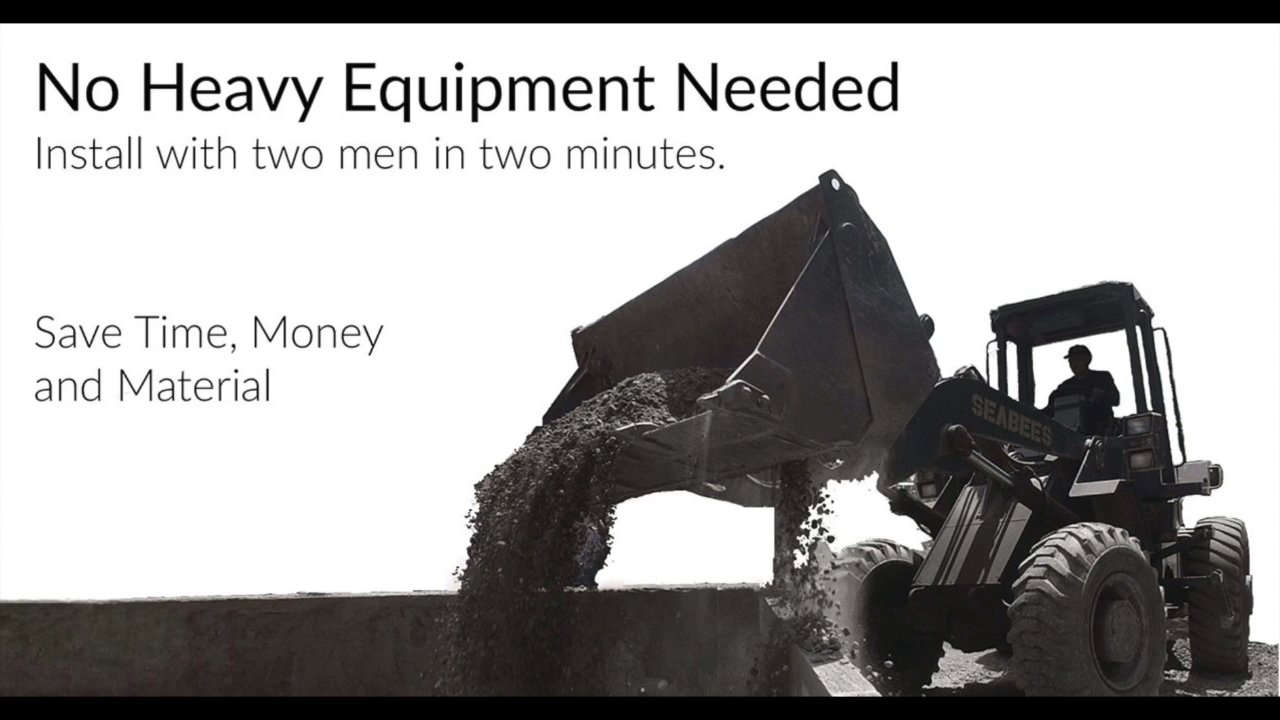 No Heavy Equipment Needed
Install with two men in two minutes.
Save Time, Money
and Material
SEABEES